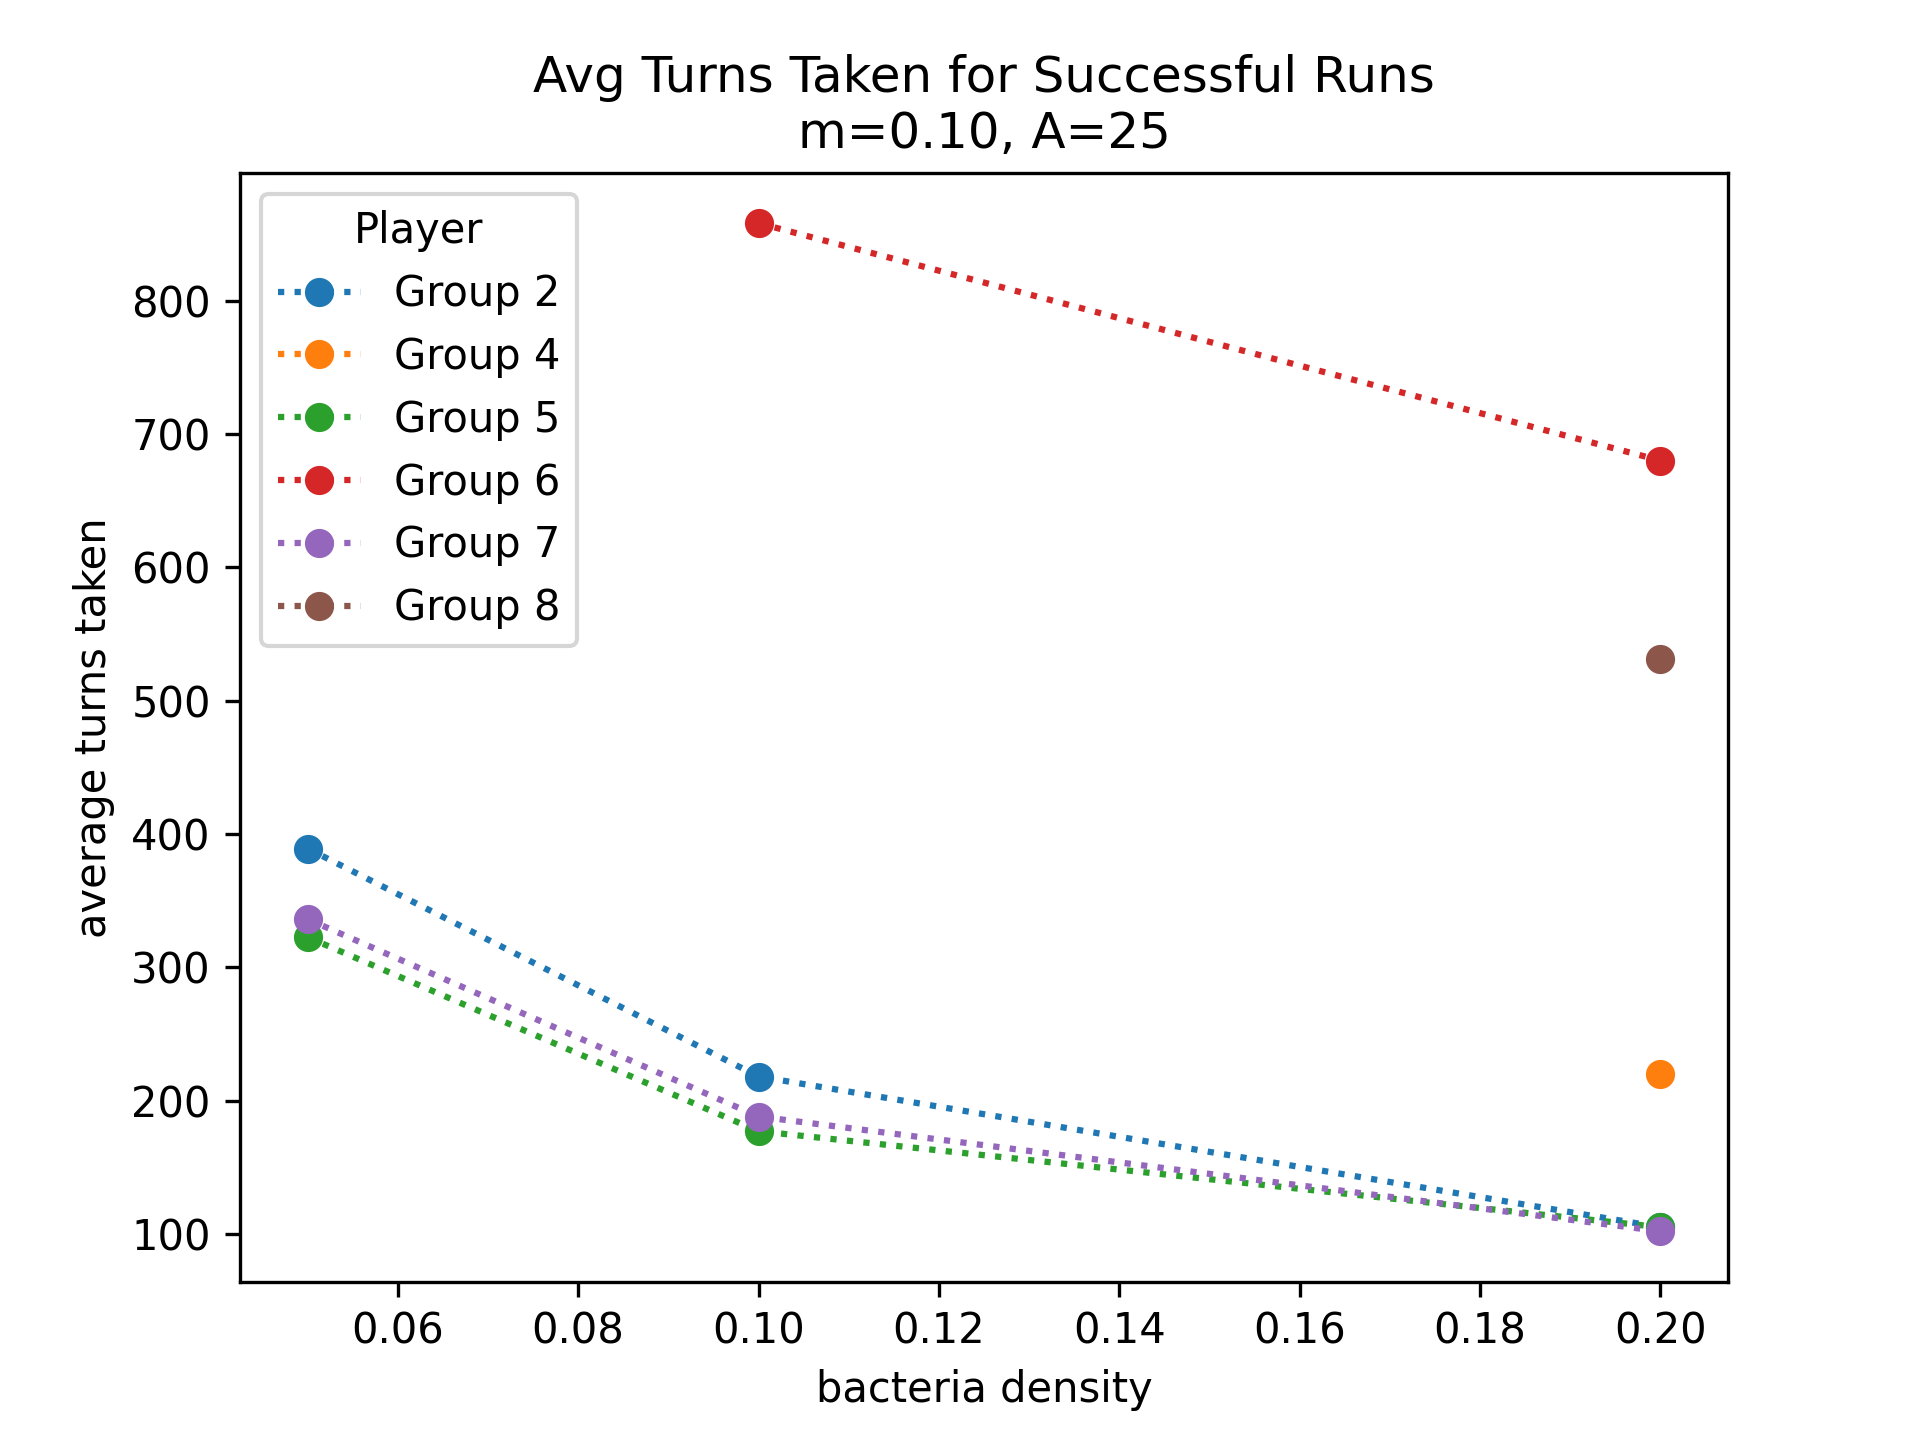 Avg Turns Taken for Successful Runs
m=0.10, A=25
Player
Group 2
Group 4
Group 5
Group 6
Group 7
Group 8
800
700
600
500
400
300
200
100
average turns taken
0.06 0.08 0.10 0.12 0.14 0.16 0.18 0.20
bacteria density